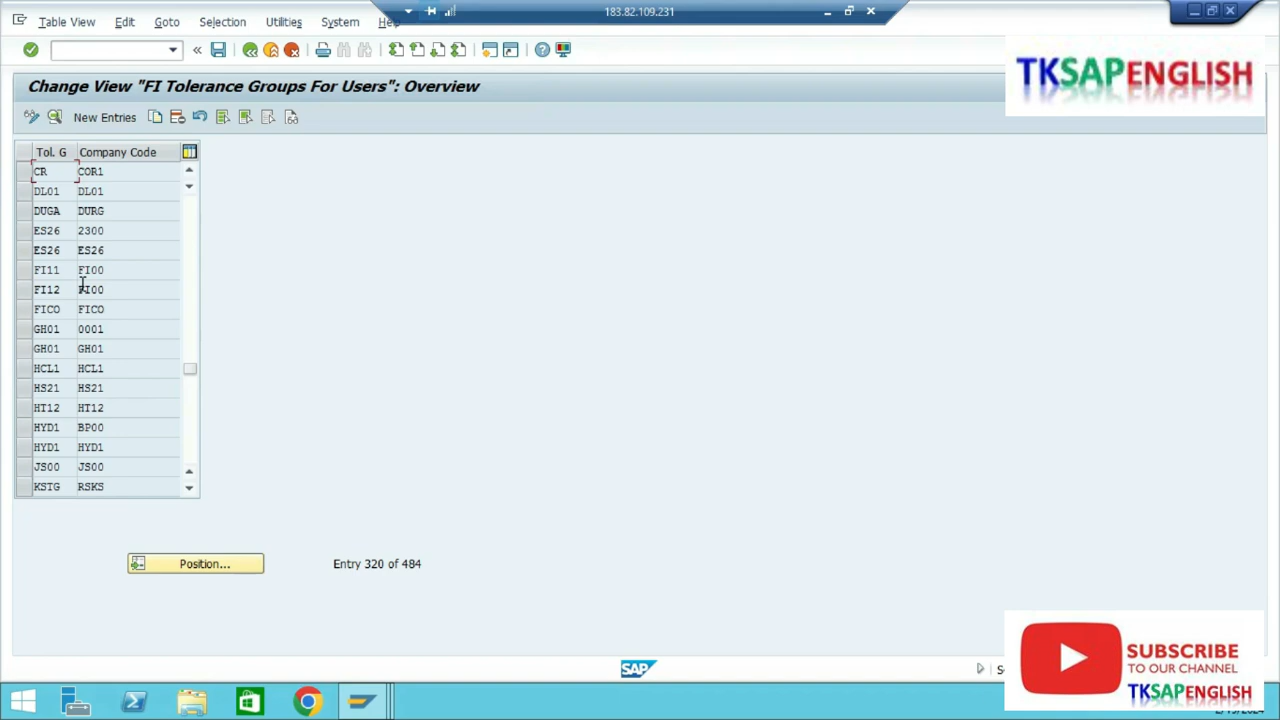 183.82.109.231
Table View Edit Goto Selection Utilities System Help
Change View "FI Tolerance Groups For Users": Overview
New Entries
Tol. G Company Code
CR COR1
DL01 DL01
DUGA DURG
ES26 2300
ES26 ES26
FI11 FI00
FI12 FI00
FICO FICO
GH01 0001
GH01 GH01
HCL1 HCL1
HS21 HS21
HT12 HT12
HYD1 BP00
HYD1 HYD1
JS00 JS00
KSTG RSKS
Position... Entry 320 of 484
SAP
TKSAPENGLISH
SUBSCRIBE
TO OUR CHANNEL
TKSAPENGLISH